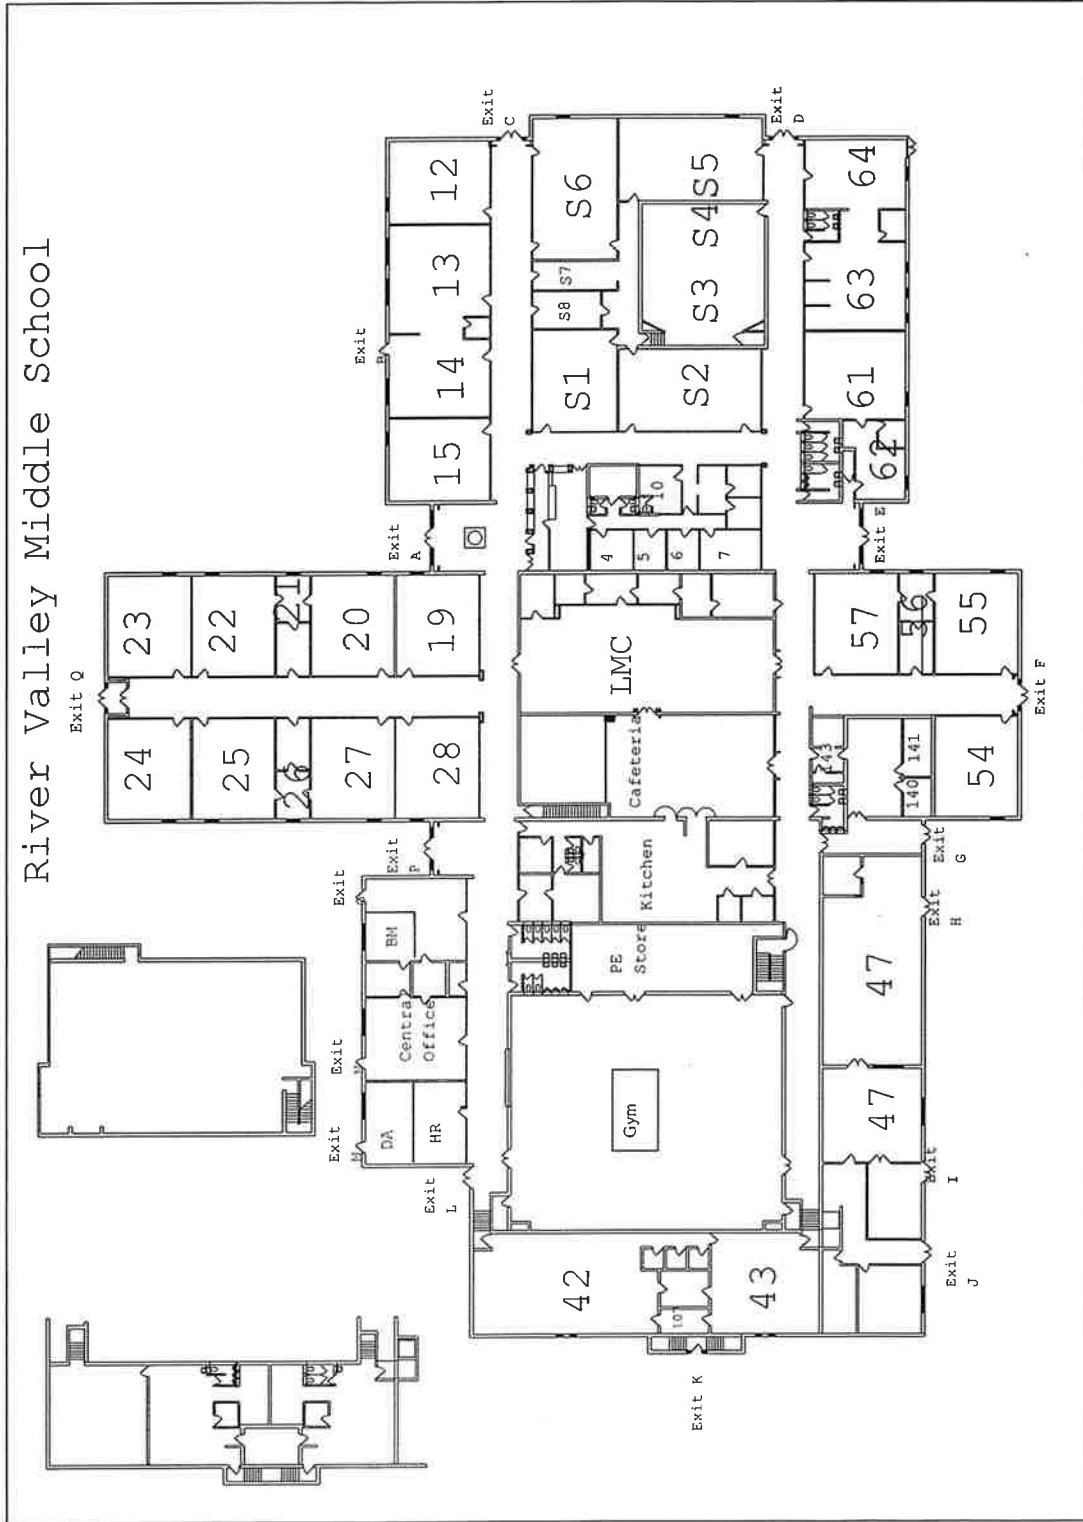 River Valley Middle School
Exit Q
Exit
A
Exit
Exit
C
Exit
P
Exit
Exit
N
Exit
M
Exit
L
24
23
25
22
26
21
27
20
28
19
15
14
13
12
BM
Centra
Office
DA
HR
S1
S8
S7
S6
S2
S3
S4
S5
4
5
6
7
10
LMC
Cafeteria
Kitchen
PE
Store
Gym
42
107
43
Exit K
47
47
143
140
141
54
57
55
62
61
63
64
Exit
D
Exit E
Exit F
Exit
G
Exit
H
Exit
I
Exit
J